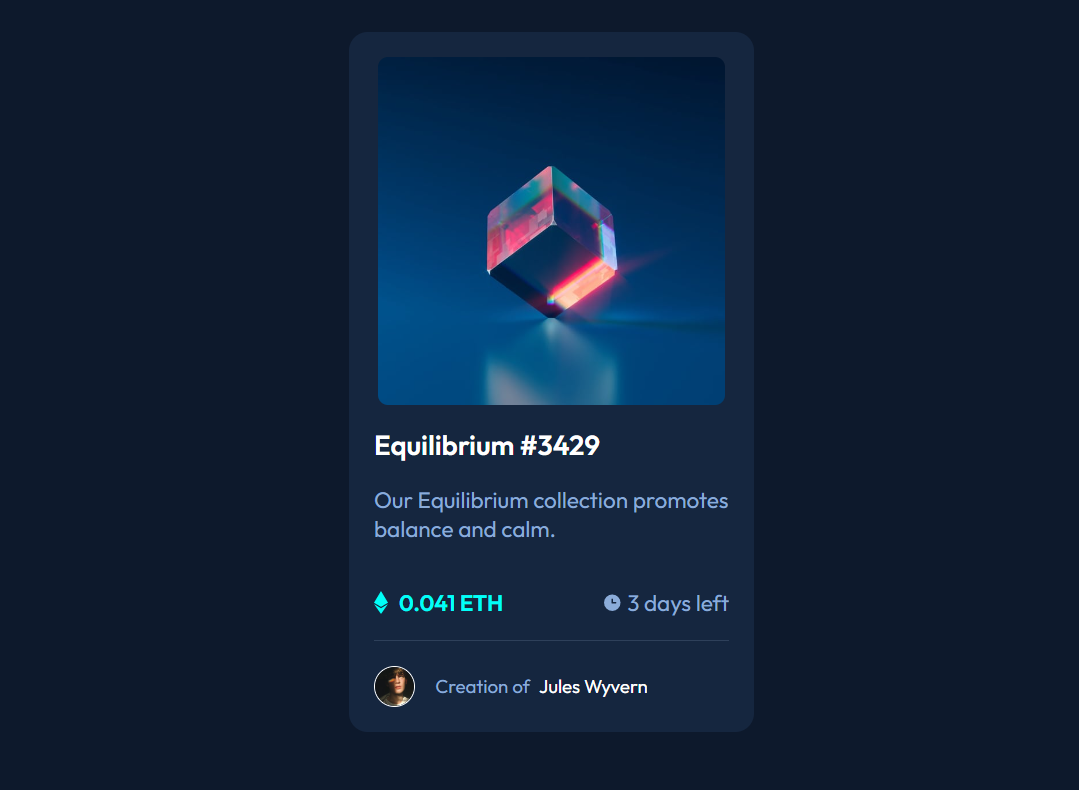 Equilibrium #3429
Our Equilibrium collection promotes
balance and calm.
0.041 ETH 3 days left
Creation of Jules Wyvern